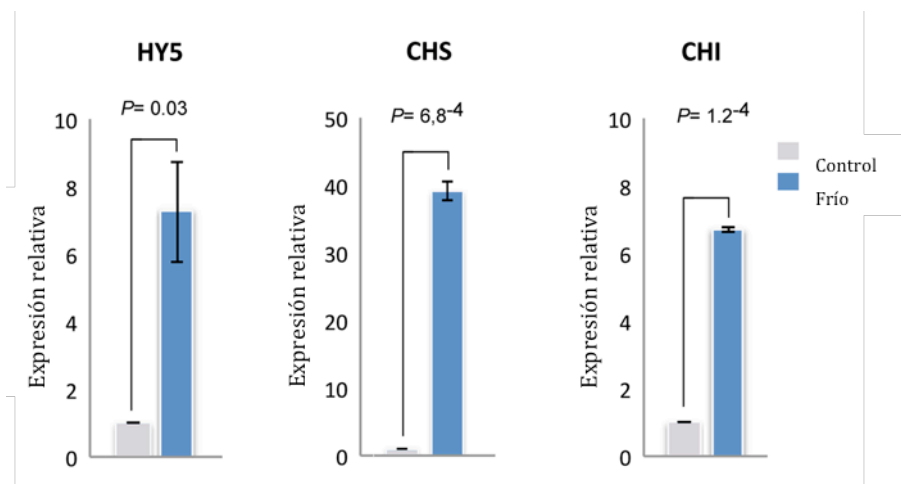 HY5
P= 0.03
10
8
6
4
2
0
Expresión relativa
CHS
P= 6,8-4
50
40
30
20
10
0
Expresión relativa
CHI
P= 1.2-4
10
8
6
4
2
0
Expresión relativa
Control
Frío